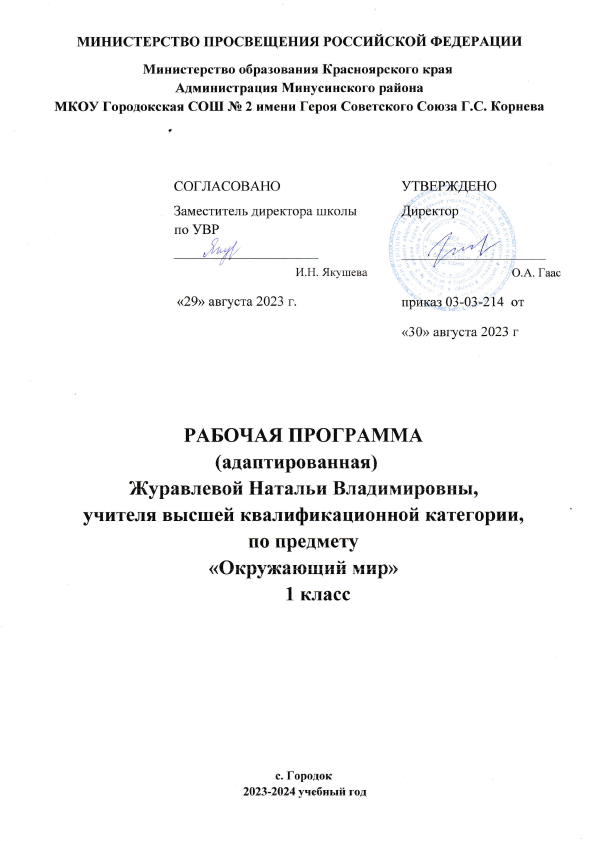 МИНИСТЕРСТВО ПРОСВЕЩЕНИЯ РОССИЙСКОЙ ФЕДЕРАЦИИ
Министерство образования Красноярского края
Администрация Минусинского района
МКОУ Городокская СОШ № 2 имени Героя Советского Союза Г.С. Корнева
СОГЛАСОВАНО
Заместитель директора школы
по УВР
И.Н. Якушева
«29» августа 2023 г.
УТВЕРЖДЕНО
Директор
О.А. Гаас
приказ 03-03-214 от
«30» августа 2023 г
РАБОЧАЯ ПРОГРАММА
(адаптированная)
Журавлевой Натальи Владимировны,
учителя высшей квалификационной категории,
по предмету
«Окружающий мир»
1 класс
с. Городок
2023-2024 учебный год